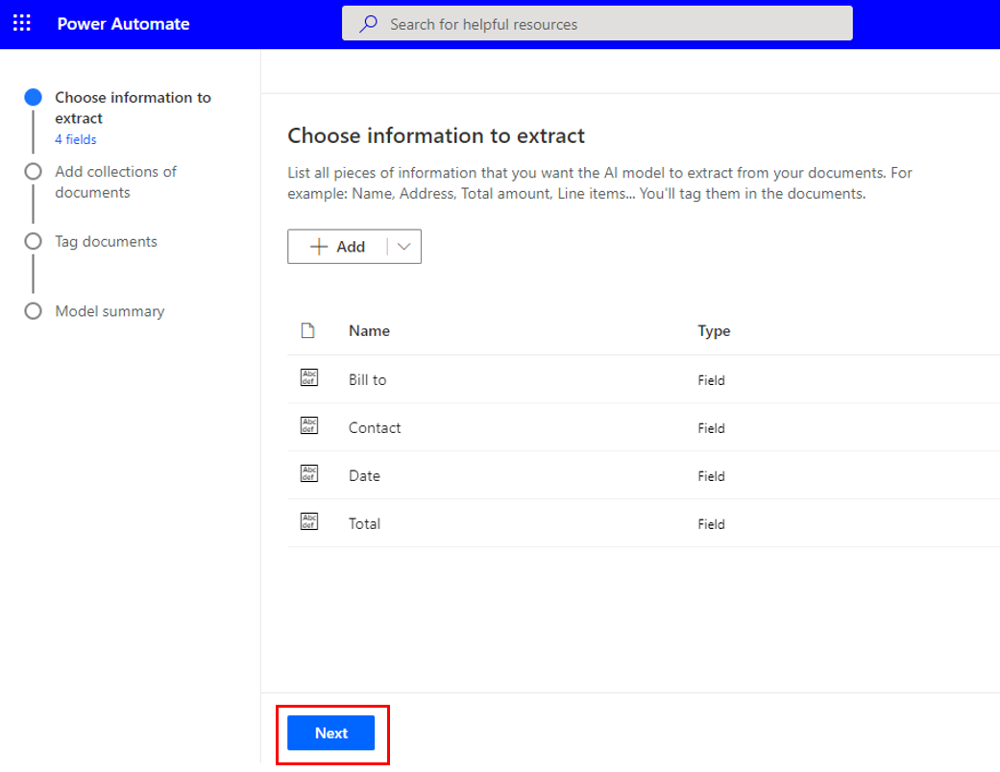 Power Automate
Search for helpful resources
Choose information to
extract
4 fields
Add collections of
documents
Tag documents
Model summary
Choose information to extract
List all pieces of information that you want the AI model to extract from your documents. For
example: Name, Address, Total amount, Line items... You'll tag them in the documents.
Add
Name Type
Abc
def
Bill to Field
Abc
def
Contact Field
Abc
def
Date Field
Abc
def
Total Field
Next